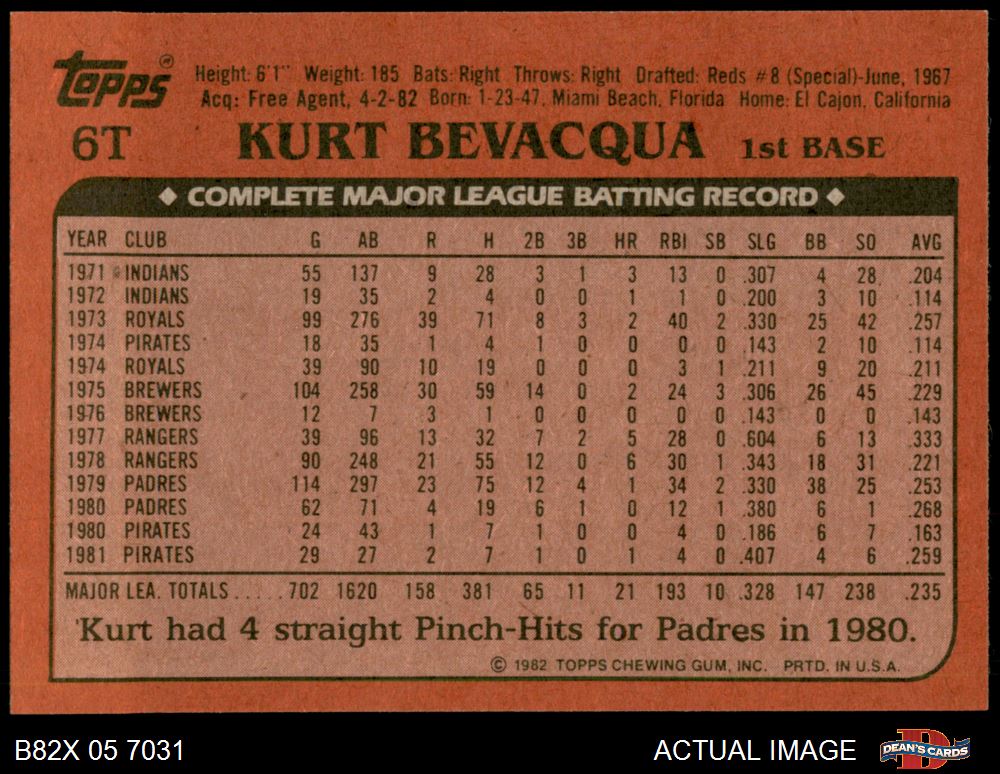 Topps ®
Height: 6'1" Weight: 185 Bats: Right Throws: Right Drafted: Reds #8 (Special)-June, 1967
Acq: Free Agent, 4-2-82 Born: 1-23-47, Miami Beach, Florida Home: El Cajon, California
6T KURT BEVACQUA 1st BASE
◆ COMPLETE MAJOR LEAGUE BATTING RECORD ◆
YEAR CLUB G AB R H 2B 3B HR RBI SB SLG BB SO AVG
1971 INDIANS 55 137 9 28 3 1 3 13 0 .307 4 28 .204
1972 INDIANS 19 35 2 4 0 0 1 1 0 .200 3 10 .114
1973 ROYALS 99 276 39 71 8 3 2 40 2 .330 25 42 .257
1974 PIRATES 18 35 1 4 1 0 0 0 0 .143 2 10 .114
1974 ROYALS 39 90 10 19 0 0 0 3 1 .211 9 20 .211
1975 BREWERS 104 258 30 59 14 0 2 24 3 .306 26 45 .229
1976 BREWERS 12 7 3 1 0 0 0 0 0 .143 0 0 .143
1977 RANGERS 39 96 13 32 7 2 5 28 0 .604 6 13 .333
1978 RANGERS 90 248 21 55 12 0 6 30 1 .343 18 31 .221
1979 PADRES 114 297 23 75 12 4 1 34 2 .330 38 25 .253
1980 PADRES 62 71 4 19 6 1 0 12 1 .380 6 1 .268
1980 PIRATES 24 43 1 7 1 0 0 4 0 .186 6 7 .163
1981 PIRATES 29 27 2 7 1 0 1 4 0 .407 4 6 .259
MAJOR LEA. TOTALS ..... 702 1620 158 381 65 11 21 193 10 .328 147 238 .235
Kurt had 4 straight Pinch-Hits for Padres in 1980.
© 1982 TOPPS CHEWING GUM, INC. PRTD. IN U.S.A.
B82X 05 7031 ACTUAL IMAGE DEAN'S CARDS